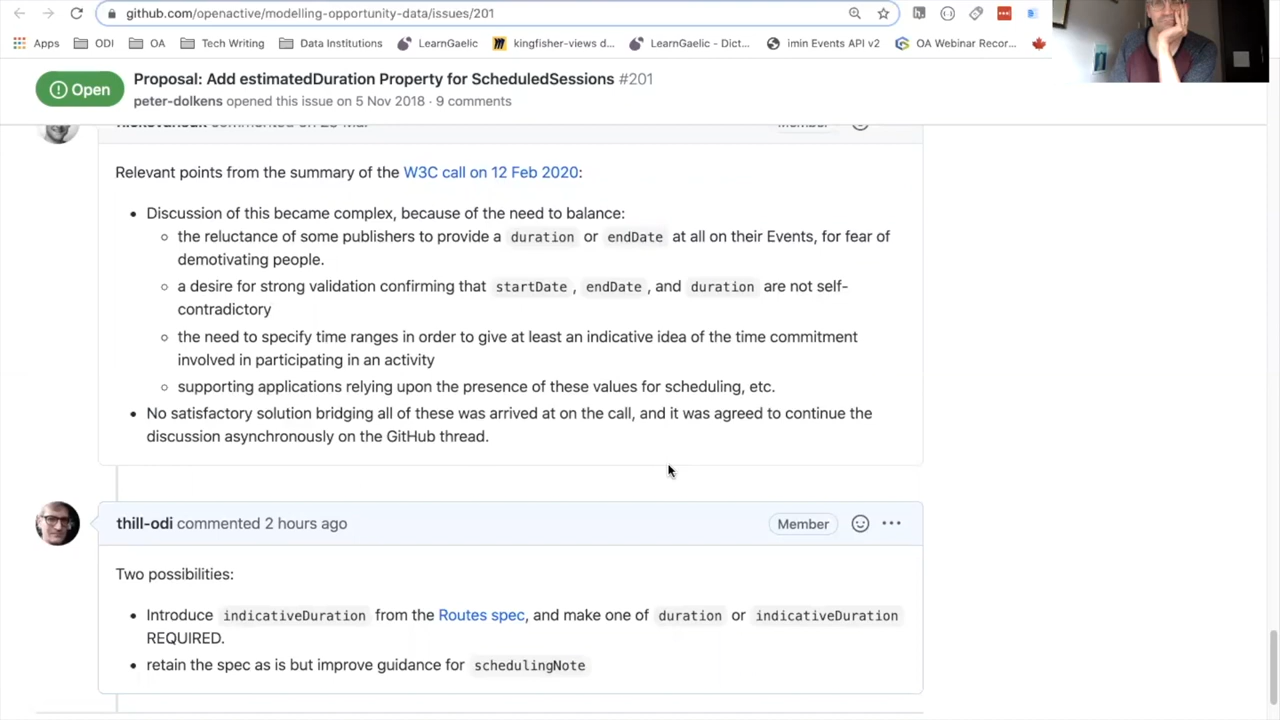 github.com/openactive/modelling-opportunity-data/issues/201
Apps ODI OA Tech Writing Data Institutions LearnGaelic kingfisher-views d... LearnGaelic - Dict... imin Events API v2 OA Webinar Recor...
Open
Proposal: Add estimatedDuration Property for ScheduledSessions #201
peter-dolkens opened this issue on 5 Nov 2018 · 9 comments
Member
Relevant points from the summary of the W3C call on 12 Feb 2020:
• Discussion of this became complex, because of the need to balance:
◦ the reluctance of some publishers to provide a duration or endDate at all on their Events, for fear of
demotivating people.
◦ a desire for strong validation confirming that startDate , endDate , and duration are not self-
contradictory
◦ the need to specify time ranges in order to give at least an indicative idea of the time commitment
involved in participating in an activity
◦ supporting applications relying upon the presence of these values for scheduling, etc.
• No satisfactory solution bridging all of these was arrived at on the call, and it was agreed to continue the
discussion asynchronously on the GitHub thread.
thill-odi commented 2 hours ago Member
Two possibilities:
• Introduce indicativeDuration from the Routes spec, and make one of duration or indicativeDuration
REQUIRED.
• retain the spec as is but improve guidance for schedulingNote